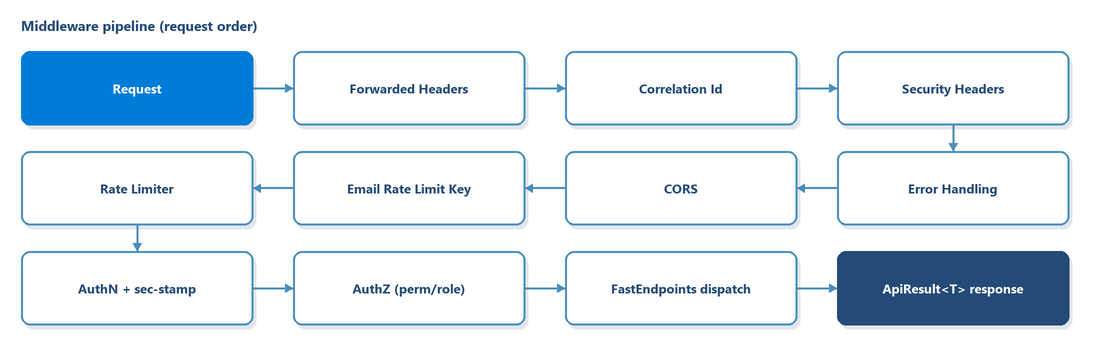 Middleware pipeline (request order)
Request
Forwarded Headers
Correlation Id
Security Headers
Error Handling
CORS
Email Rate Limit Key
Rate Limiter
AuthN + sec-stamp
AuthZ (perm/role)
FastEndpoints dispatch
ApiResult<T> response